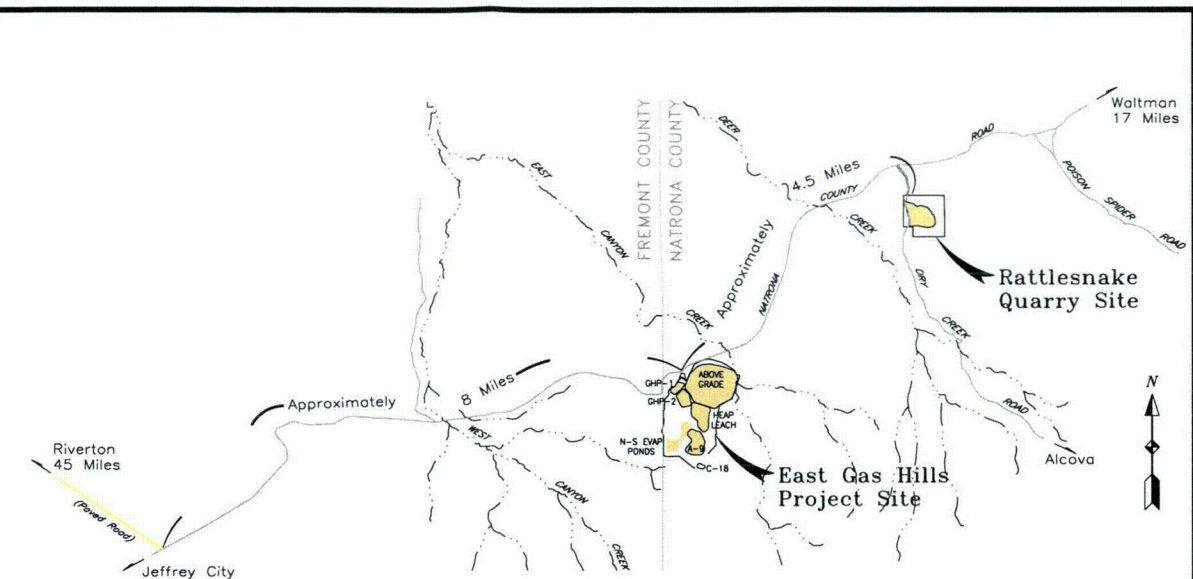 Waltman
17 Miles
ROAD
POISON
SPIDER
ROAD
FREMONT COUNTY
NATRONA COUNTY
DEER
CREEK
4.5 Miles
Approximately
NATRONA
COUNTY
EAST
CANYON
CREEK
Rattlesnake
Quarry Site
DRY
CREEK
ROAD
Alcova
N
GHP-1
GHP-2
ABOVE
GRADE
HEAP
LEACH
N-S EVAP
PONDS
A-9
C-18
East Gas Hills
Project Site
Approximately
8 Miles
WEST
CANYON
CREEK
Riverton
45 Miles
(Paved Road)
Jeffrey City